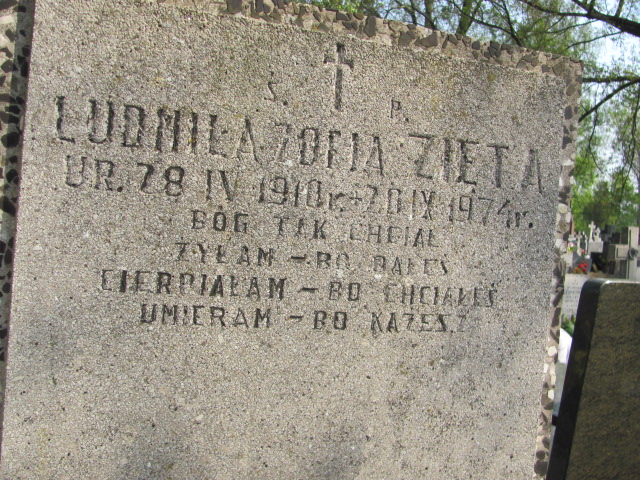 Ś. P.
LUDMIŁA ZOFIA ZIĘTA
UR. 28 IV 1910 r. + 20 IX 1974 r.
BÓG TAK CHCIAŁ
ŻYŁAM - BO DAŁEŚ
CIERPIAŁAM - BO CHCIAŁEŚ
UMIERAM - BO KAŻESZ